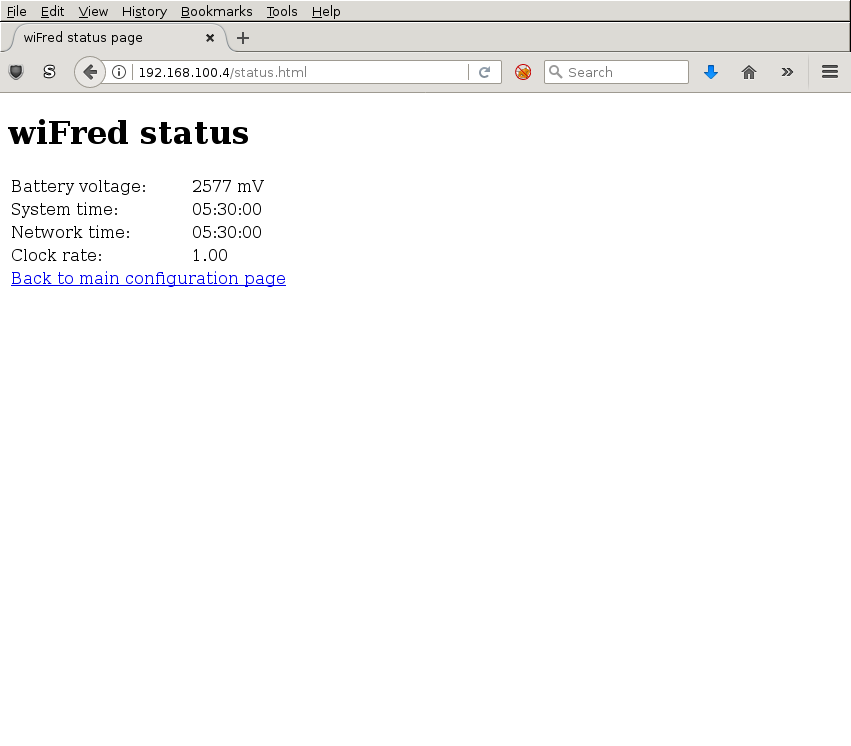 File Edit View History Bookmarks Tools Help
wiFred status page
192.168.100.4/status.html Search
wiFred status
Battery voltage: 2577 mV
System time: 05:30:00
Network time: 05:30:00
Clock rate: 1.00
Back to main configuration page